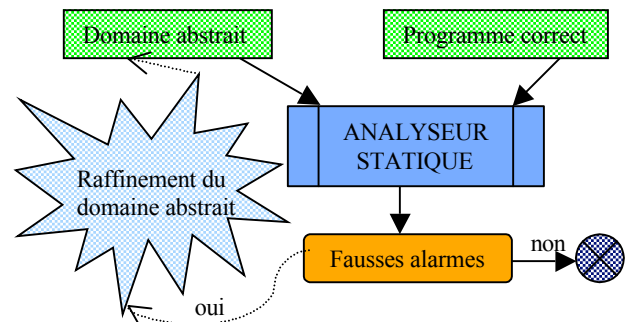 Domaine abstrait
Programme correct
ANALYSEUR
STATIQUE
Raffinement du
domaine abstrait
Fausses alarmes
non
oui